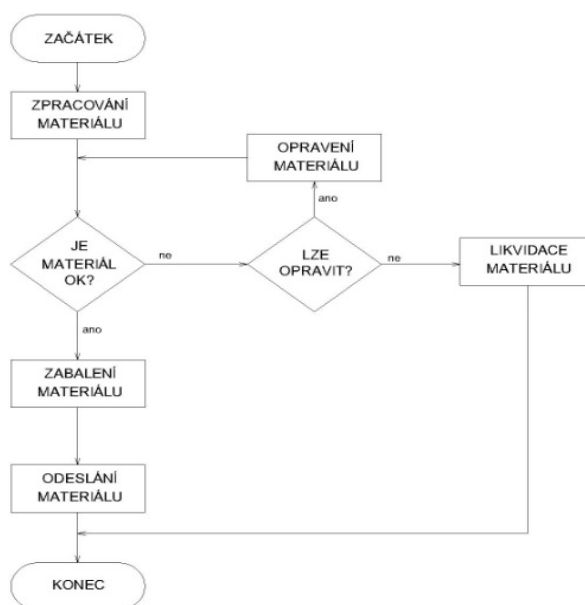 ZAČÁTEK
ZPRACOVÁNÍ
MATERIÁLU
OPRAVENÍ
MATERIÁLU
ano
JE
MATERIÁL
OK?
ne
LZE
OPRAVIT?
ne
LIKVIDACE
MATERIÁLU
ano
ZABALENÍ
MATERIÁLU
ODESLÁNÍ
MATERIÁLU
KONEC